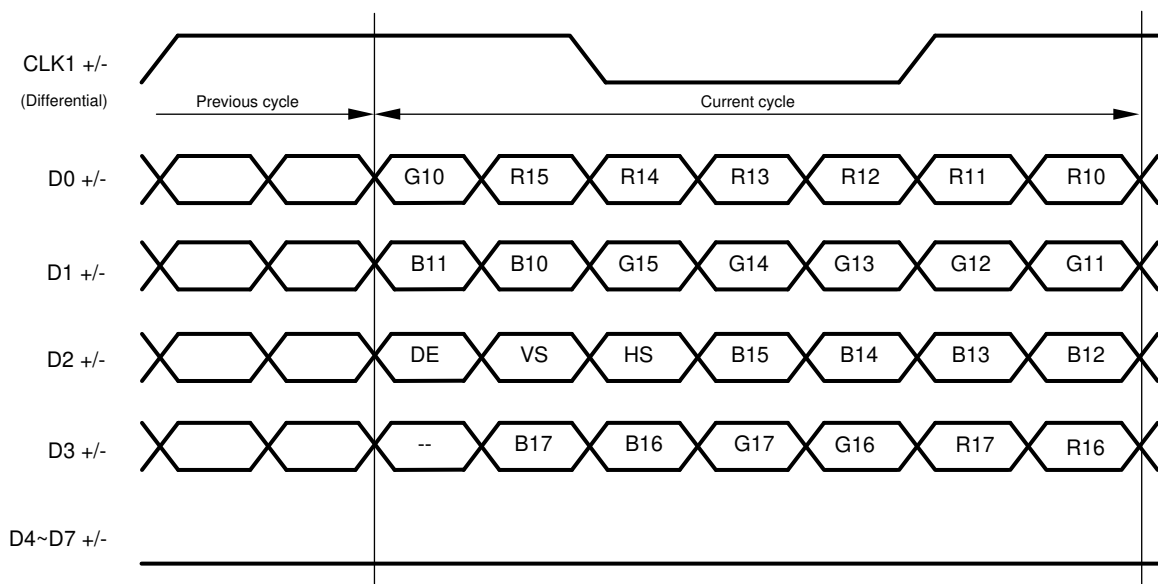 CLK1 +/-
(Differential)
Previous cycle
Current cycle
D0 +/-
G10 R15 R14 R13 R12 R11 R10
D1 +/-
B11 B10 G15 G14 G13 G12 G11
D2 +/-
DE VS HS B15 B14 B13 B12
D3 +/-
-- B17 B16 G17 G16 R17 R16
D4~D7 +/-